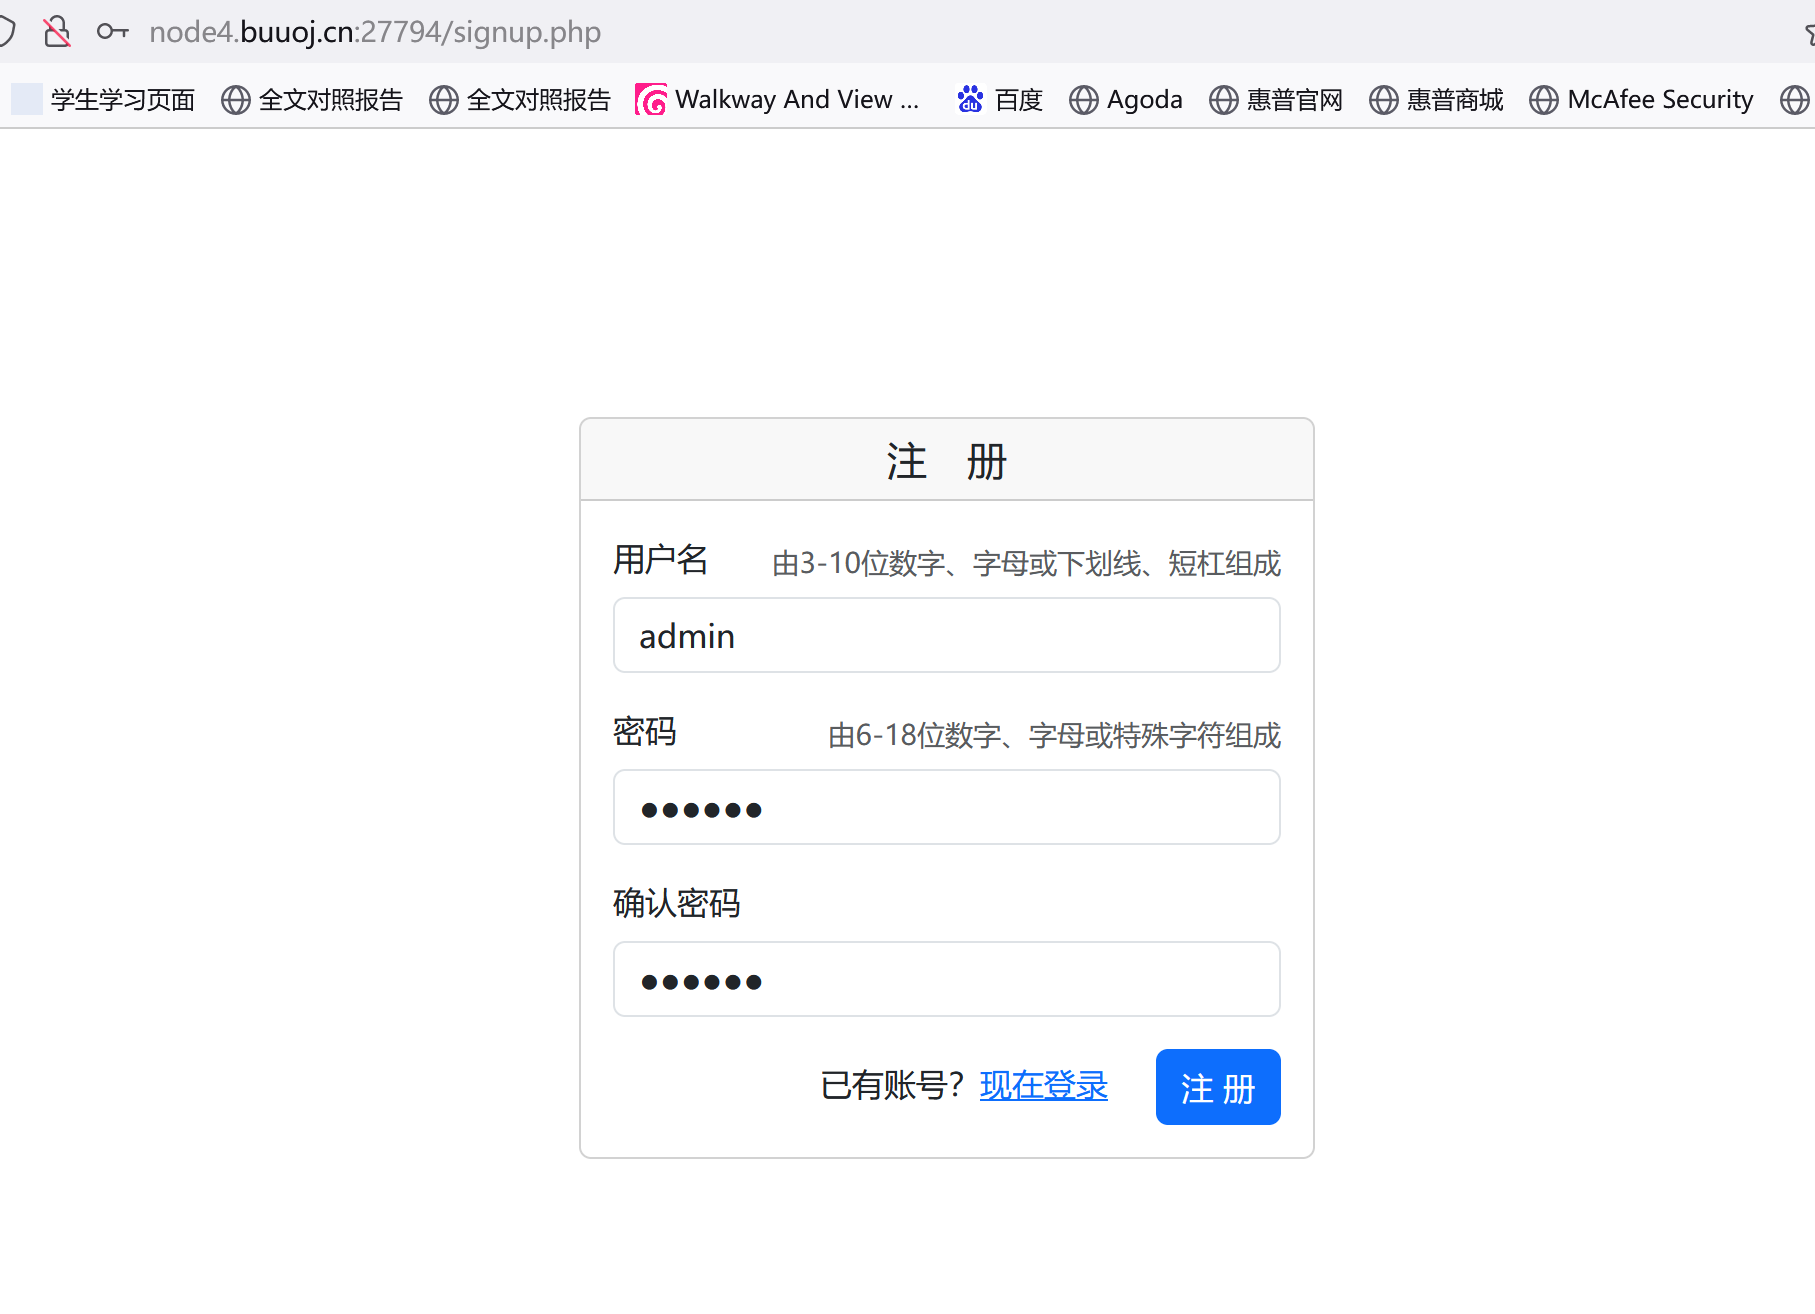 node4.buuoj.cn:27794/signup.php
学生学习页面 全文对照报告 全文对照报告 Walkway And View ... 百度 Agoda 惠普官网 惠普商城 McAfee Security
注 册
用户名 由3-10位数字、字母或下划线、短杠组成
admin
密码 由6-18位数字、字母或特殊字符组成
●●●●●●
确认密码
●●●●●●
已有账号? 现在登录 注 册